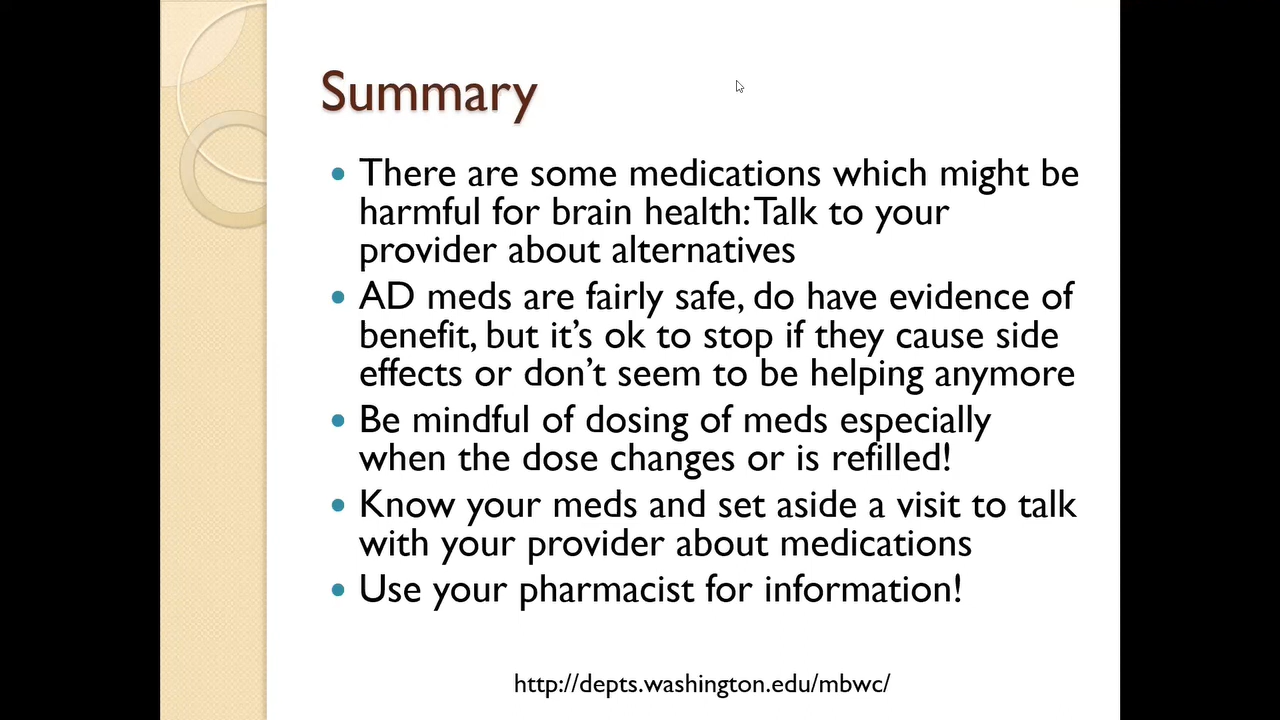 Summary
• There are some medications which might be
harmful for brain health: Talk to your
provider about alternatives
• AD meds are fairly safe, do have evidence of
benefit, but it’s ok to stop if they cause side
effects or don’t seem to be helping anymore
• Be mindful of dosing of meds especially
when the dose changes or is refilled!
• Know your meds and set aside a visit to talk
with your provider about medications
• Use your pharmacist for information!
http://depts.washington.edu/mbwc/